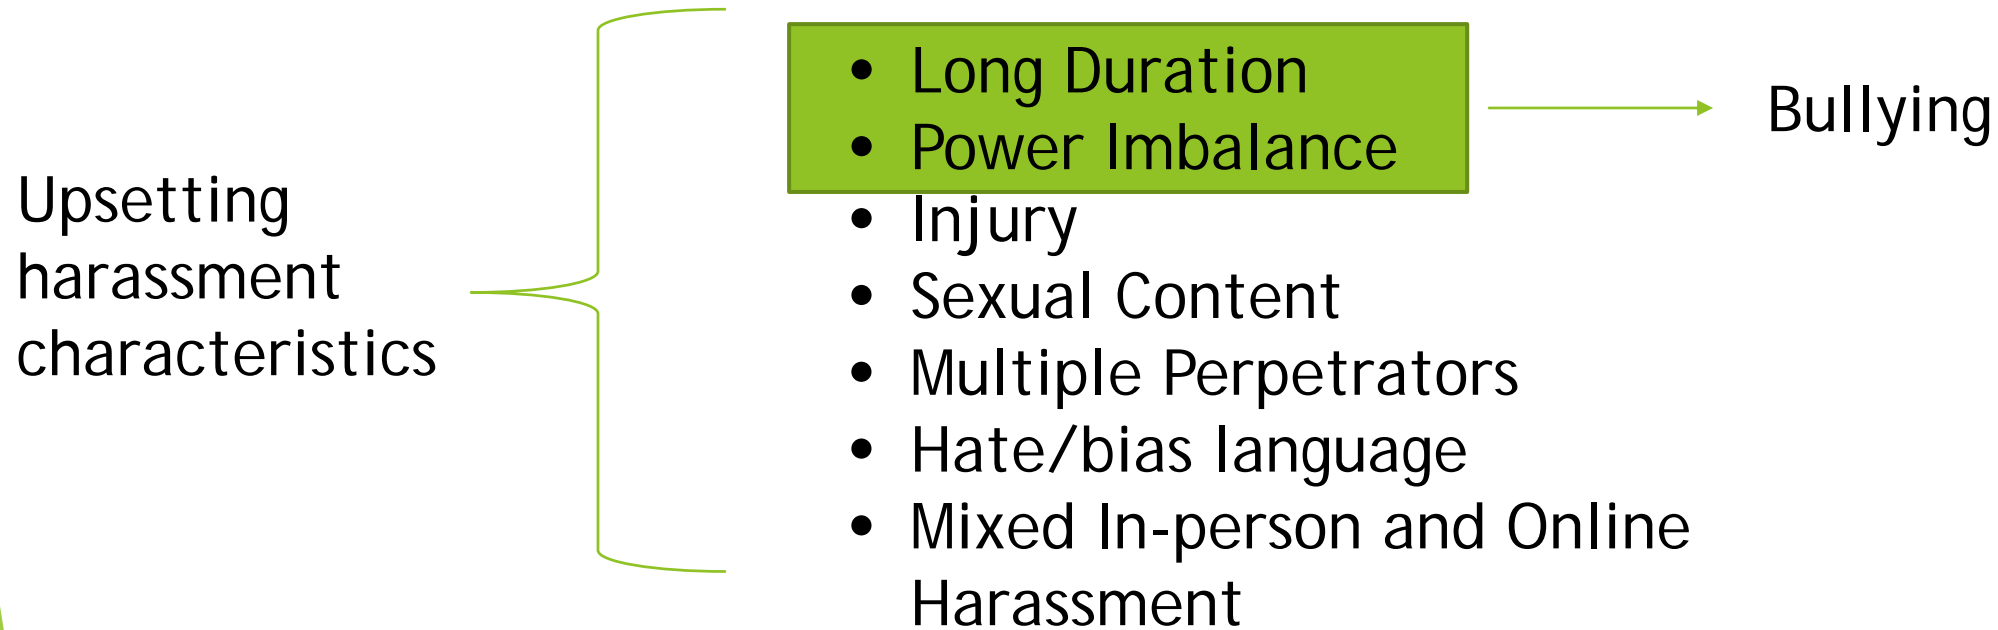 Upsetting
harassment
characteristics
• Long Duration
• Power Imbalance
• Injury
• Sexual Content
• Multiple Perpetrators
• Hate/bias language
• Mixed In-person and Online
Harassment
Bullying